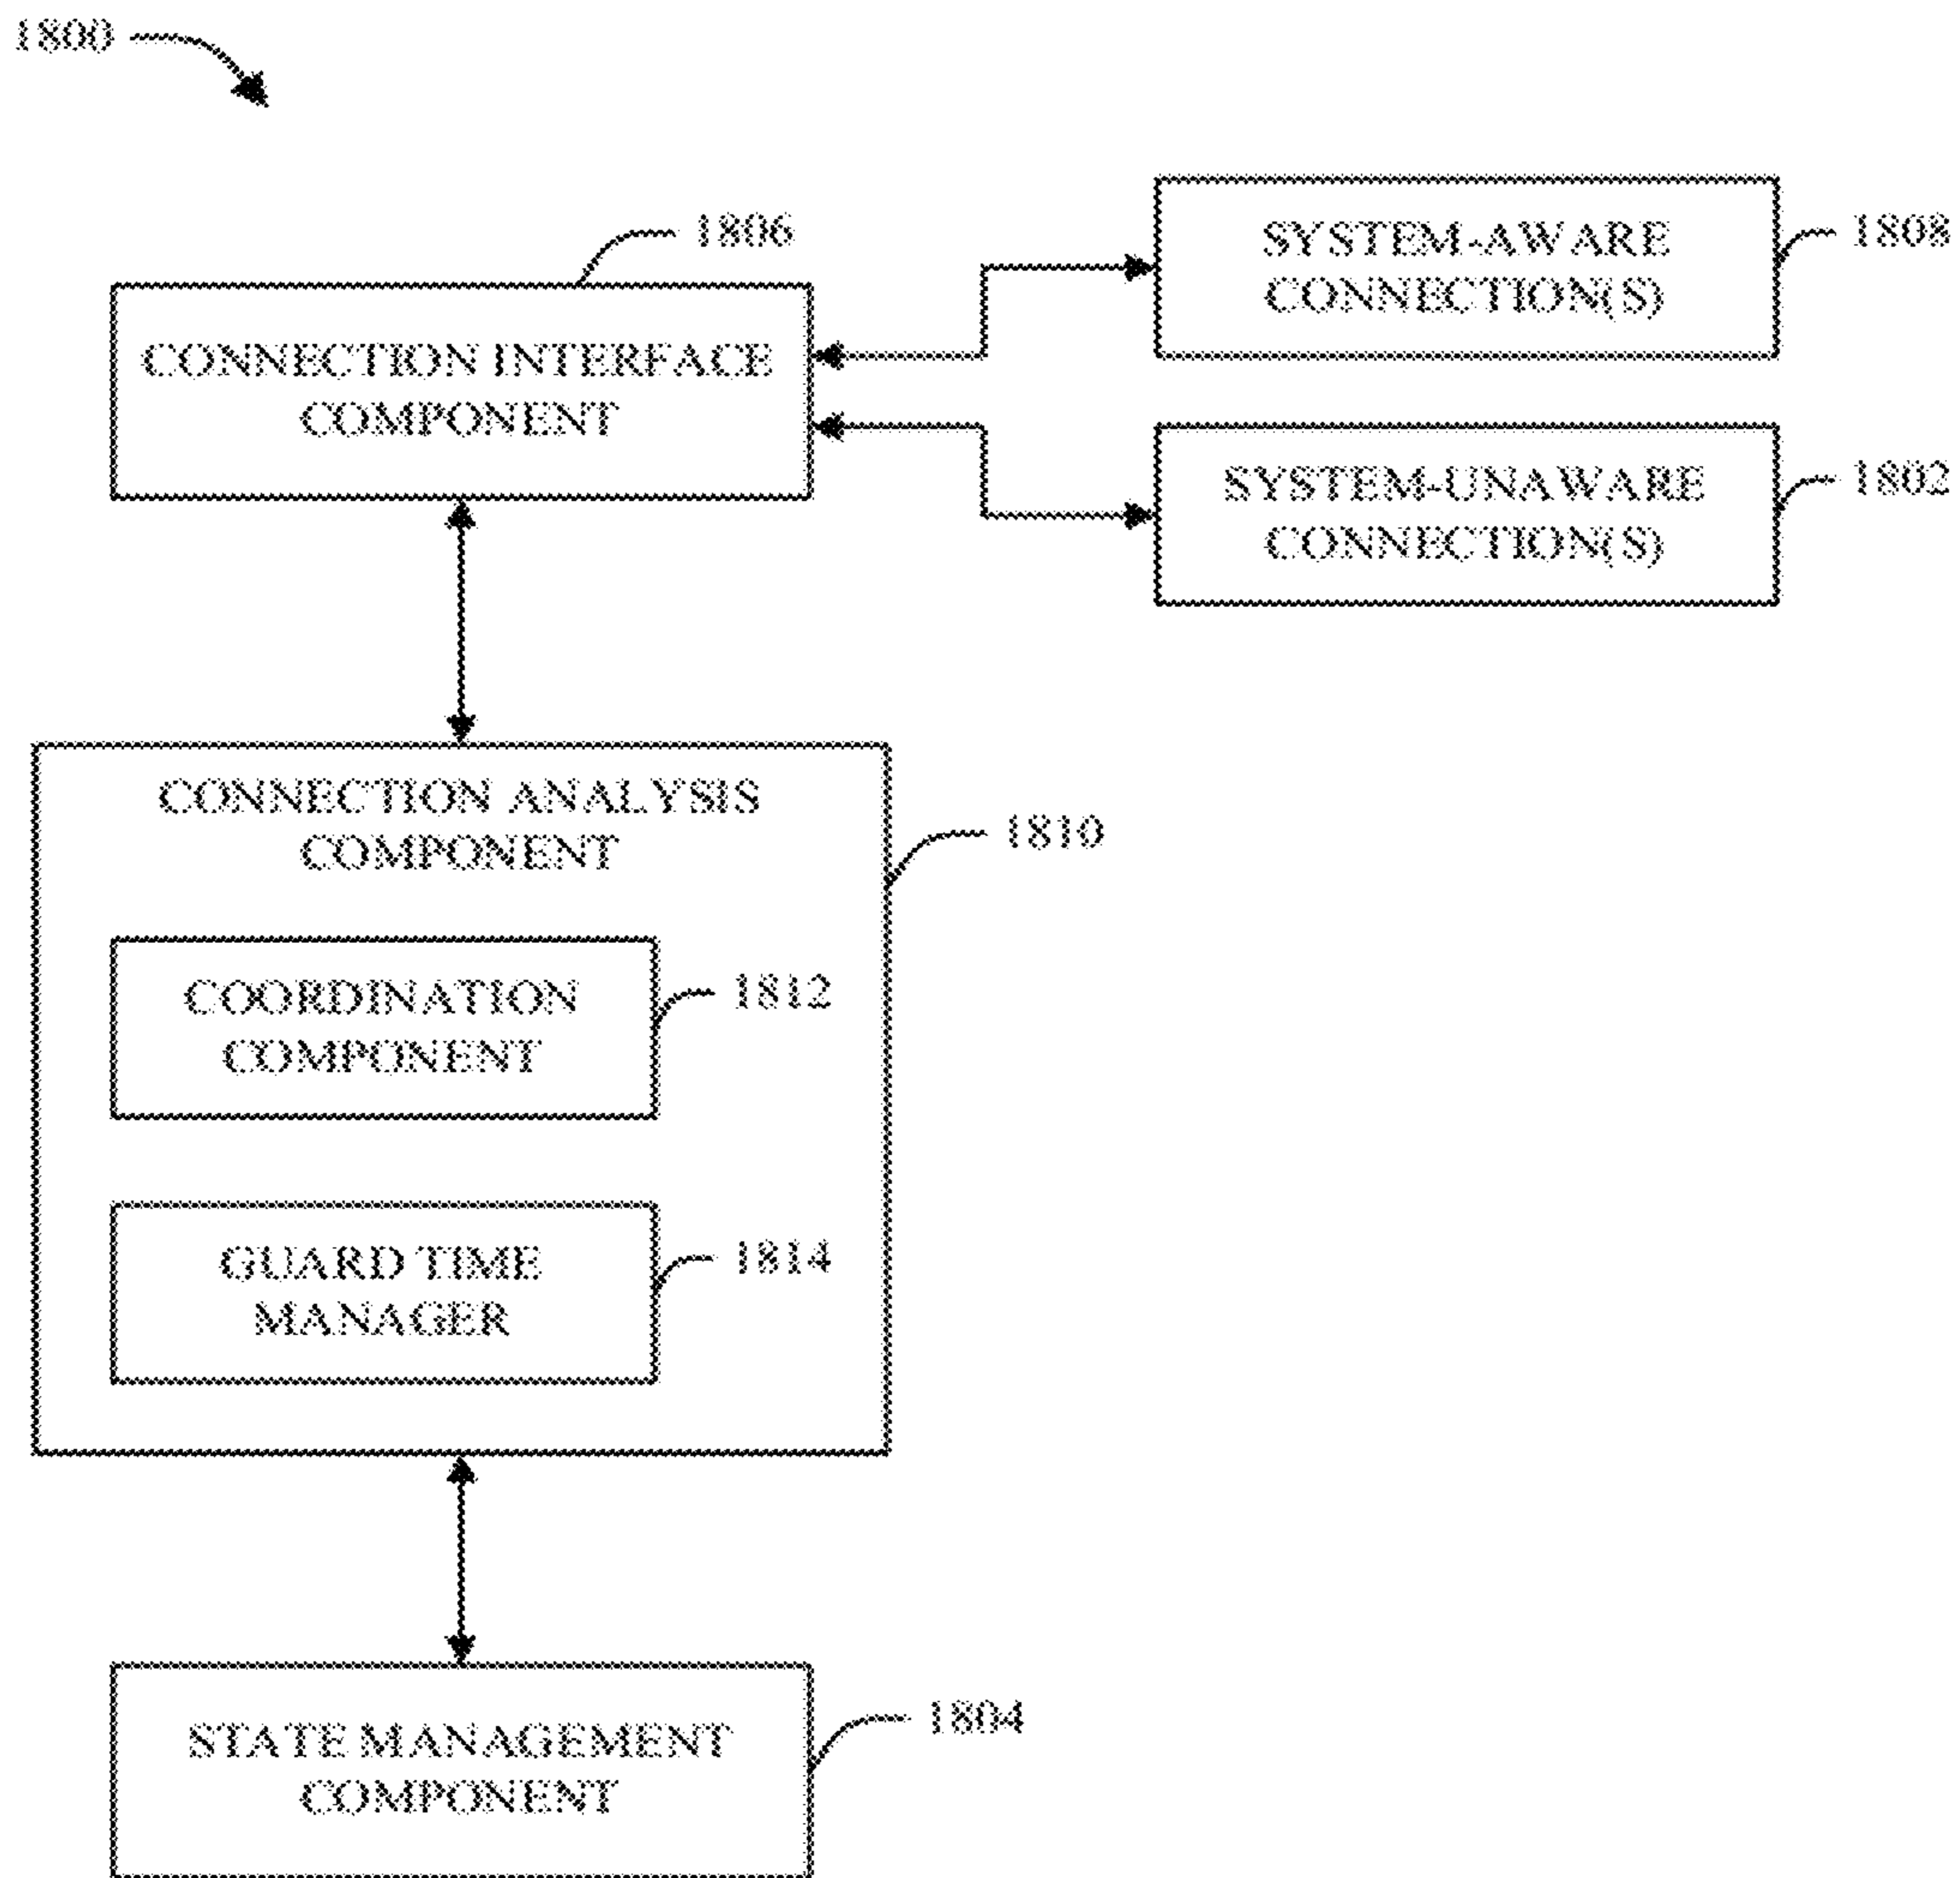 1800
1806
SYSTEM-AWARE
CONNECTION(S)
1808
CONNECTION INTERFACE
COMPONENT
SYSTEM-UNAWARE
CONNECTION(S)
1802
CONNECTION ANALYSIS
COMPONENT
1810
COORDINATION
COMPONENT
1812
GUARD TIME
MANAGER
1814
STATE MANAGEMENT
COMPONENT
1804